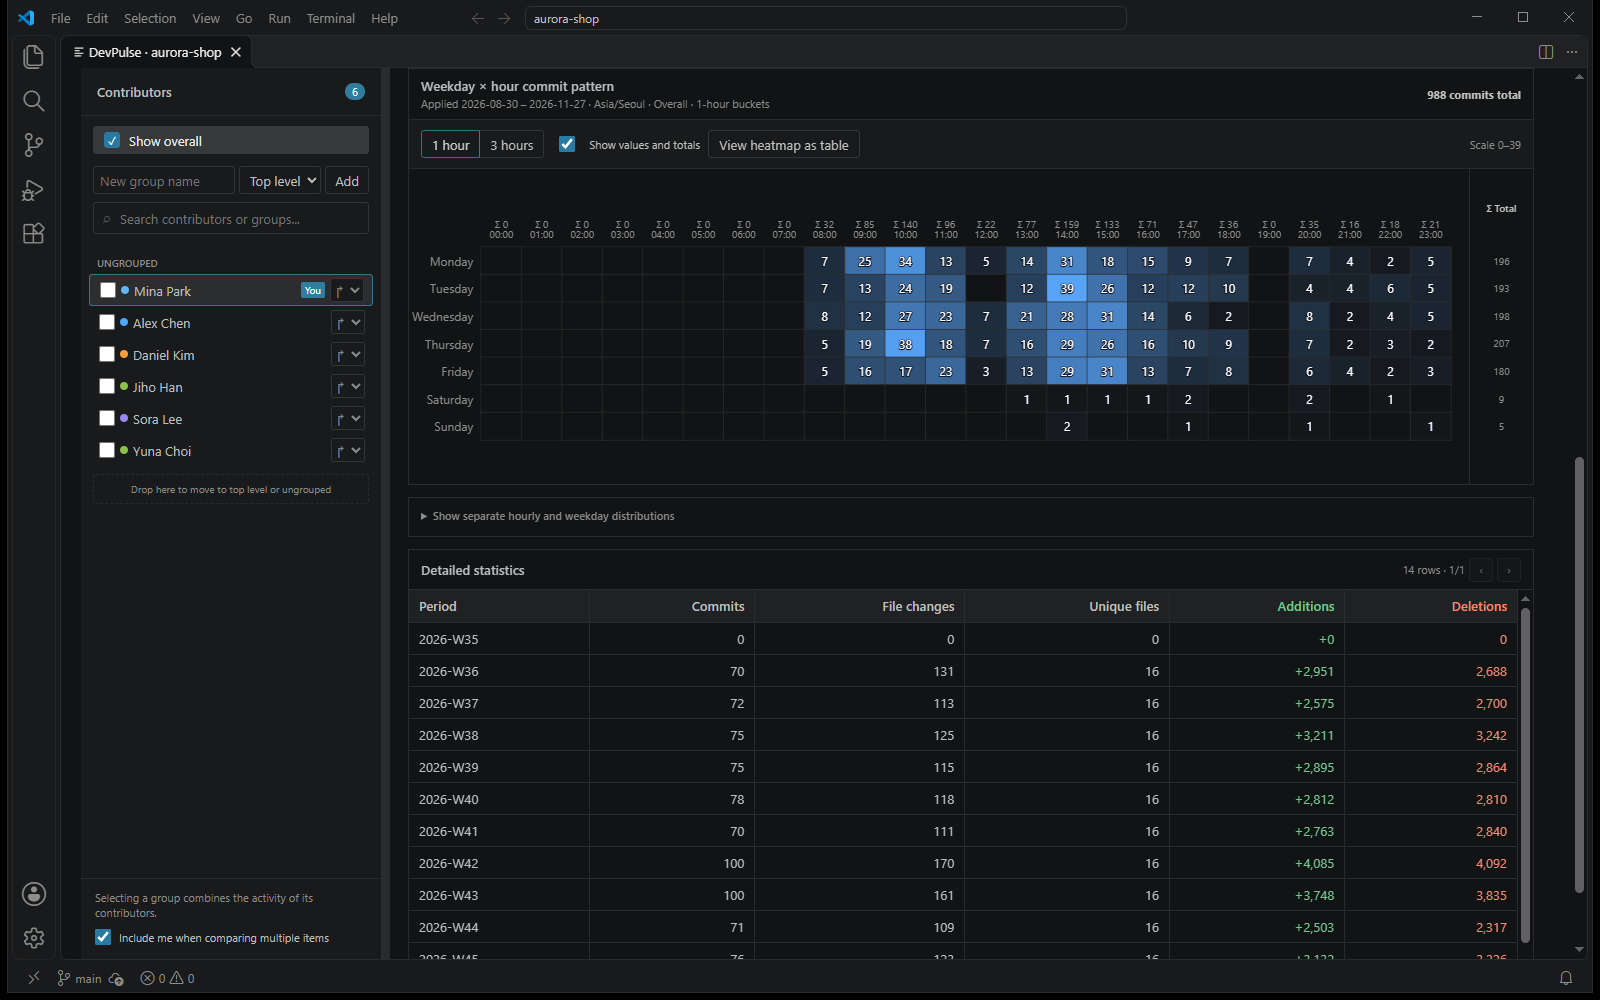 File Edit Selection View Go Run Terminal Help
aurora-shop
DevPulse · aurora-shop
Contributors 6
Show overall
New group name Top level Add
Search contributors or groups...
UNGROUPED
Mina Park You
Alex Chen
Daniel Kim
Jiho Han
Sora Lee
Yuna Choi
Drop here to move to top level or ungrouped
Selecting a group combines the activity of its
contributors.
Include me when comparing multiple items
Weekday × hour commit pattern
Applied 2026-08-30 – 2026-11-27 · Asia/Seoul · Overall · 1-hour buckets
988 commits total
1 hour 3 hours Show values and totals View heatmap as table Scale 0–39
Σ 0 Σ 0 Σ 0 Σ 0 Σ 0 Σ 0 Σ 0 Σ 0 Σ 32 Σ 85 Σ 140 Σ 96 Σ 22 Σ 77 Σ 159 Σ 133 Σ 71 Σ 47 Σ 36 Σ 0 Σ 35 Σ 16 Σ 18 Σ 21 Σ Total
00:00 01:00 02:00 03:00 04:00 05:00 06:00 07:00 08:00 09:00 10:00 11:00 12:00 13:00 14:00 15:00 16:00 17:00 18:00 19:00 20:00 21:00 22:00 23:00
Monday 7 25 34 13 5 14 31 18 15 9 7 7 4 2 5 196
Tuesday 7 13 24 19 12 39 26 12 12 10 4 4 6 5 193
Wednesday 8 12 27 23 7 21 28 31 14 6 2 8 2 4 5 198
Thursday 5 19 38 18 7 16 29 26 16 10 9 7 2 3 2 207
Friday 5 16 17 23 3 13 29 31 13 7 8 6 4 2 3 180
Saturday 1 1 1 1 2 2 1 9
Sunday 2 1 1 1 5
Show separate hourly and weekday distributions
Detailed statistics 14 rows · 1/1
Period Commits File changes Unique files Additions Deletions
2026-W35 0 0 0 +0 0
2026-W36 70 131 16 +2,951 2,688
2026-W37 72 113 16 +2,575 2,700
2026-W38 75 125 16 +3,211 3,242
2026-W39 75 115 16 +2,895 2,864
2026-W40 78 118 16 +2,812 2,810
2026-W41 70 111 16 +2,763 2,840
2026-W42 100 170 16 +4,085 4,092
2026-W43 100 161 16 +3,748 3,835
2026-W44 71 109 16 +2,503 2,317
2026-W45 76 16
main 0 0